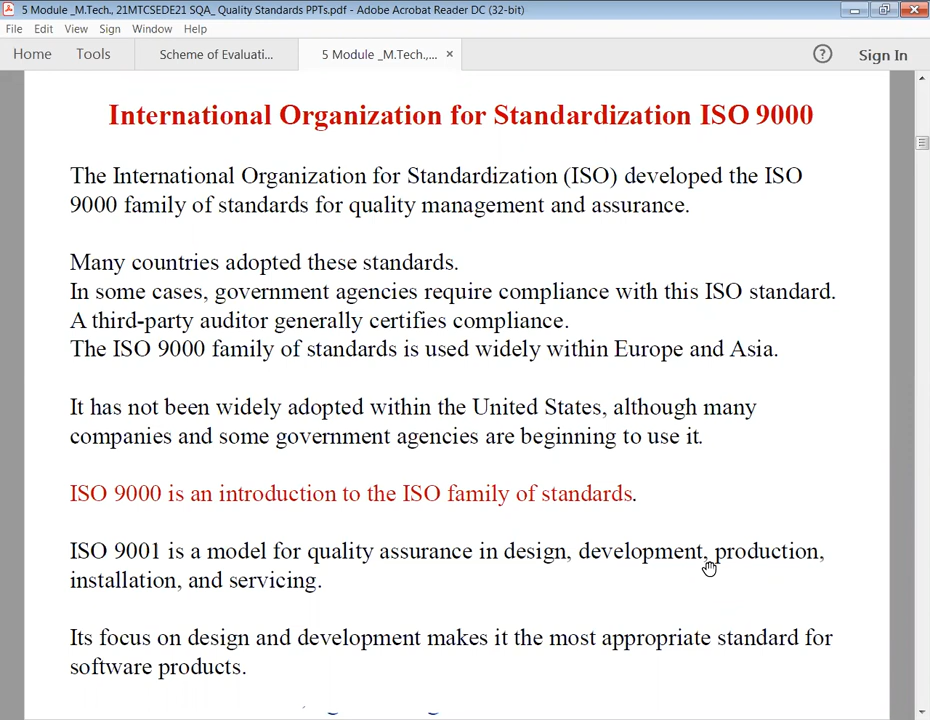 5 Module _M.Tech., 21MTCSEDE21 SQA_ Quality Standards PPTs.pdf - Adobe Acrobat Reader DC (32-bit)
File Edit View Sign Window Help
Home Tools Scheme of Evaluati... 5 Module _M.Tech.,... × ? Sign In
International Organization for Standardization ISO 9000
The International Organization for Standardization (ISO) developed the ISO
9000 family of standards for quality management and assurance.
Many countries adopted these standards.
In some cases, government agencies require compliance with this ISO standard.
A third-party auditor generally certifies compliance.
The ISO 9000 family of standards is used widely within Europe and Asia.
It has not been widely adopted within the United States, although many
companies and some government agencies are beginning to use it.
ISO 9000 is an introduction to the ISO family of standards.
ISO 9001 is a model for quality assurance in design, development, production,
installation, and servicing.
Its focus on design and development makes it the most appropriate standard for
software products.